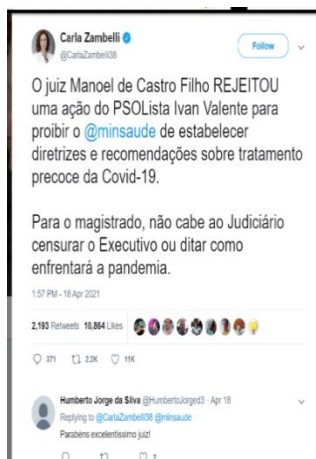 Carla Zambelli
@CarlaZambelli38
Follow
O juiz Manoel de Castro Filho REJEITOU
uma ação do PSOLista Ivan Valente para
proibir o @minsaude de estabelecer
diretrizes e recomendações sobre tratamento
precoce da Covid-19.
Para o magistrado, não cabe ao Judiciário
censurar o Executivo ou ditar como
enfrentará a pandemia.
1:57 PM - 18 Apr 2021
2,193 Retweets 10,864 Likes
371 2.2K 11K
Humberto Jorge da Silva @HumbertoJorged3 · Apr 18
Replying to @CarlaZambelli38 @minsaude
Parabéns excelentíssimo juiz!